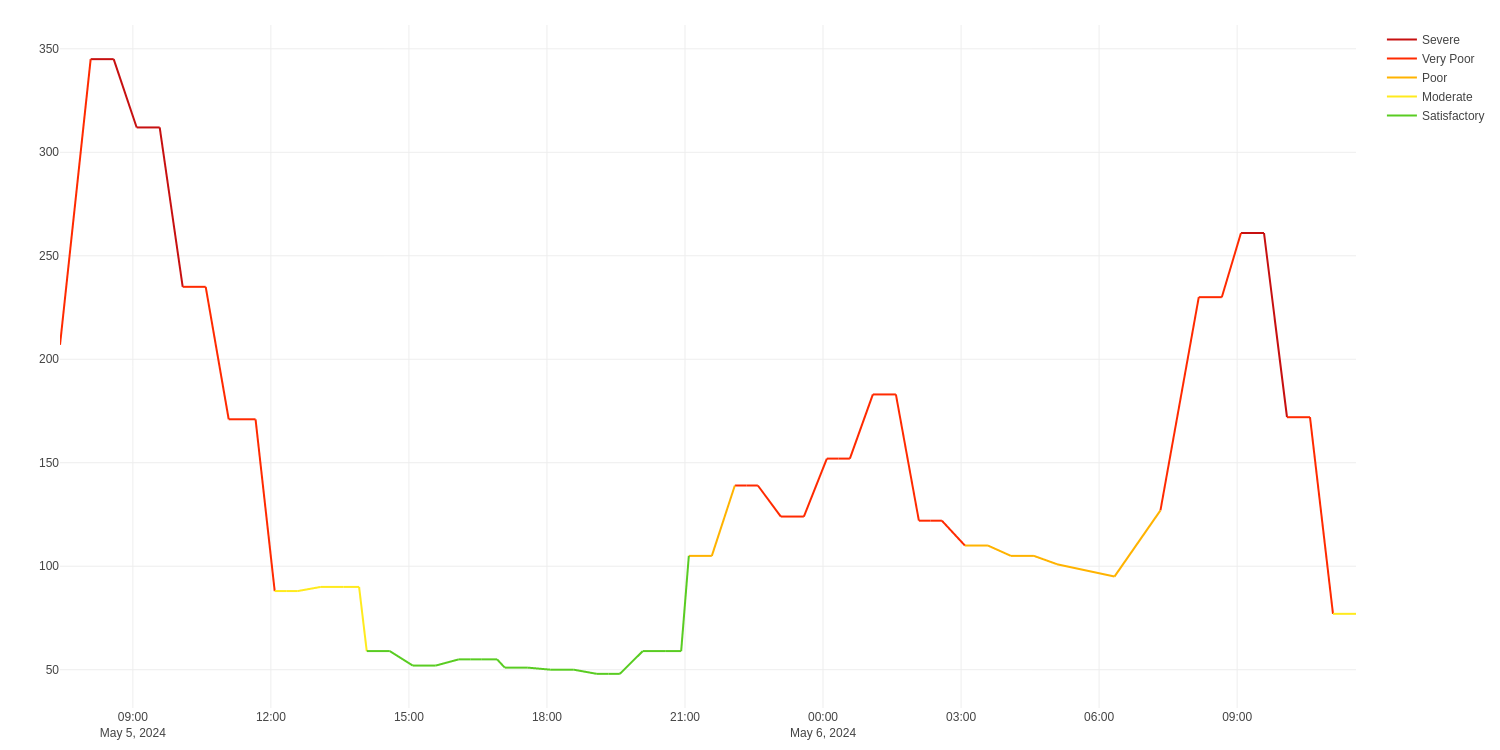 350
300
250
200
150
100
50
09:00
May 5, 2024
12:00
15:00
18:00
21:00
00:00
May 6, 2024
03:00
06:00
09:00
Severe
Very Poor
Poor
Moderate
Satisfactory